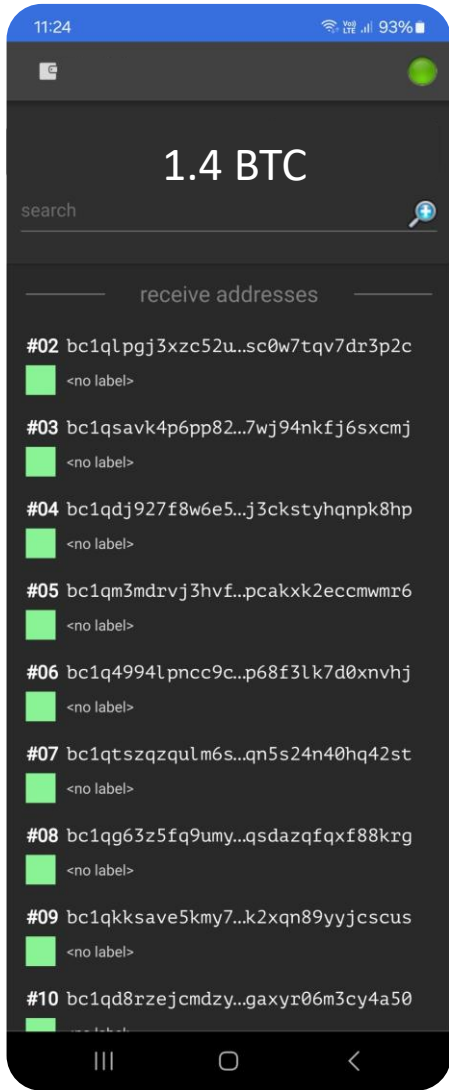 11:24 Vo) LTE 93%
1.4 BTC
search
receive addresses
#02 bc1qlpgj3xzc52u…sc0w7tqv7dr3p2c
<no label>
#03 bc1qsavk4p6pp82…7wj94nkfj6sxcmj
<no label>
#04 bc1qdj927f8w6e5…j3ckstyhqnpk8hp
<no label>
#05 bc1qm3mdrvj3hvf…pcakxk2eccmwmr6
<no label>
#06 bc1q4994lpncc9c…p68f3lk7d0xnvhj
<no label>
#07 bc1qtszqzqulm6s…qn5s24n40hq42st
<no label>
#08 bc1qg63z5fq9umy…qsdazqfqxf88krg
<no label>
#09 bc1qkksave5kmy7…k2xqn89yyjcscus
<no label>
#10 bc1qd8rzejcmdzy…gaxyr06m3cy4a50